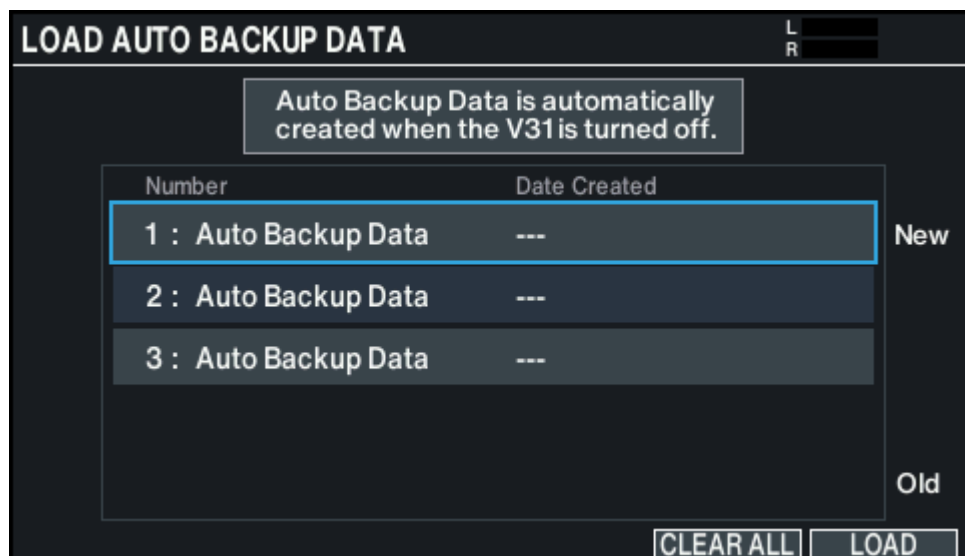 LOAD AUTO BACKUP DATA
L
R
Auto Backup Data is automatically
created when the V31 is turned off.
Number Date Created
1 : Auto Backup Data --- New
2 : Auto Backup Data ---
3 : Auto Backup Data ---
Old
CLEAR ALL LOAD